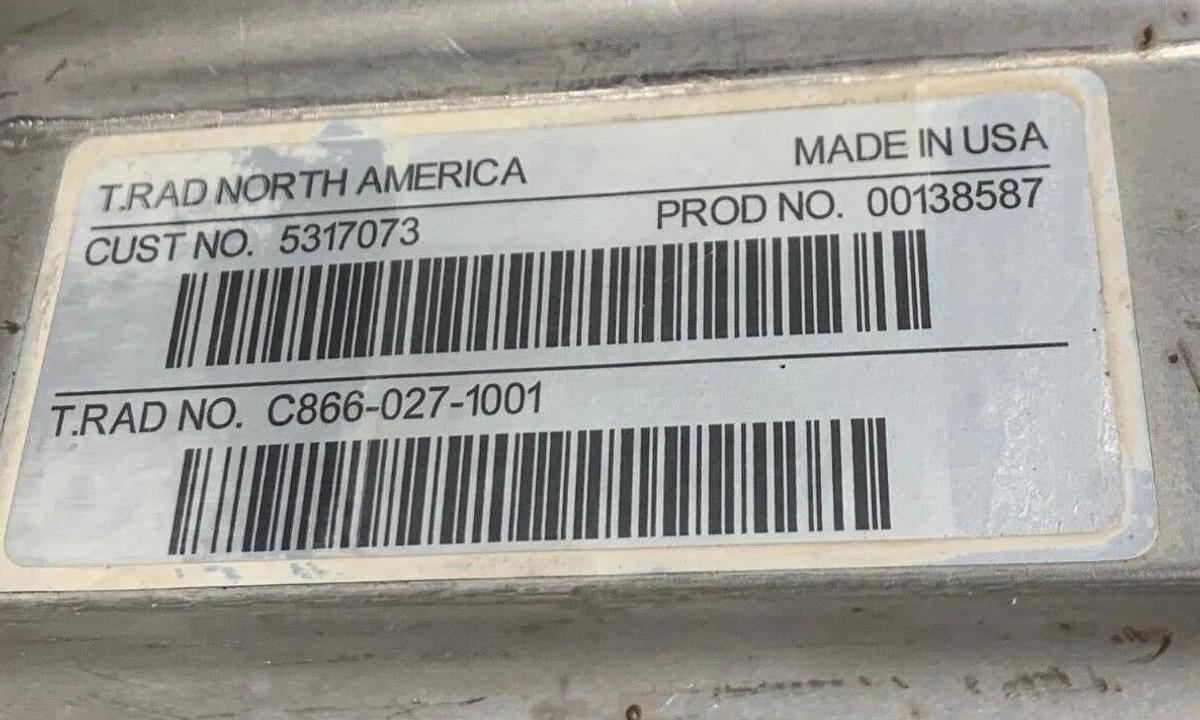 T.RAD NORTH AMERICA MADE IN USA
CUST NO. 5317073 PROD NO. 00138587
T.RAD NO. C866-027-1001